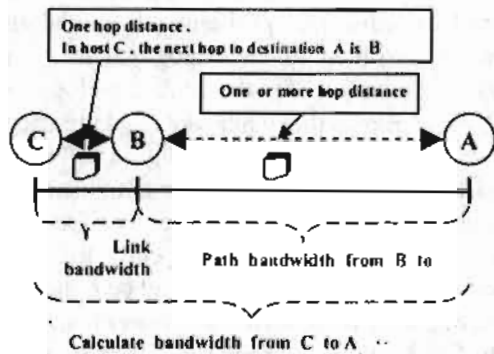 One hop distance.
In host C, the next hop to destination A is B
One or more hop distance
C
B
A
Link
bandwidth
Path bandwidth from B to
Calculate bandwidth from C to A